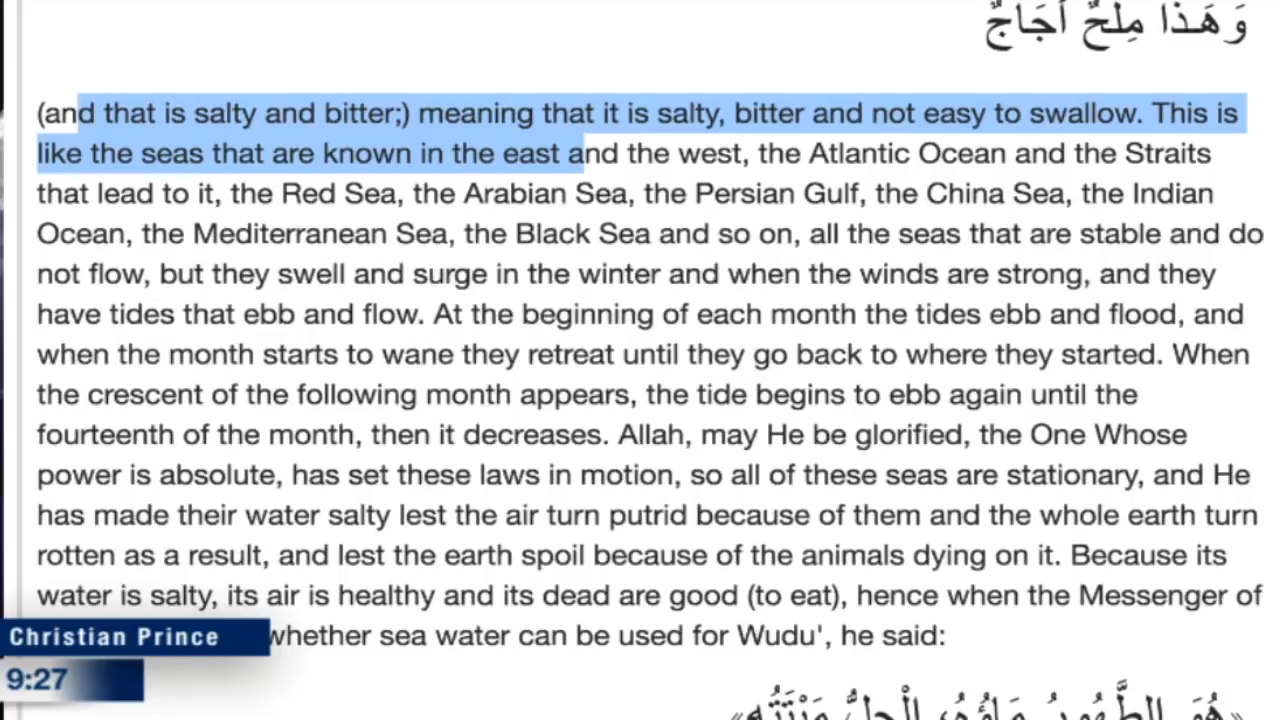 وَهَـذَا مِلْحٌ أُجَاجٌ
(and that is salty and bitter;) meaning that it is salty, bitter and not easy to swallow. This is
like the seas that are known in the east and the west, the Atlantic Ocean and the Straits
that lead to it, the Red Sea, the Arabian Sea, the Persian Gulf, the China Sea, the Indian
Ocean, the Mediterranean Sea, the Black Sea and so on, all the seas that are stable and do
not flow, but they swell and surge in the winter and when the winds are strong, and they
have tides that ebb and flow. At the beginning of each month the tides ebb and flood, and
when the month starts to wane they retreat until they go back to where they started. When
the crescent of the following month appears, the tide begins to ebb again until the
fourteenth of the month, then it decreases. Allah, may He be glorified, the One Whose
power is absolute, has set these laws in motion, so all of these seas are stationary, and He
has made their water salty lest the air turn putrid because of them and the whole earth turn
rotten as a result, and lest the earth spoil because of the animals dying on it. Because its
water is salty, its air is healthy and its dead are good (to eat), hence when the Messenger of
whether sea water can be used for Wudu', he said:
Christian Prince
9:27
«هُوَ الطَّهُورُ مَاؤُهُ، الْحِلُّ مَيْتَتُه»